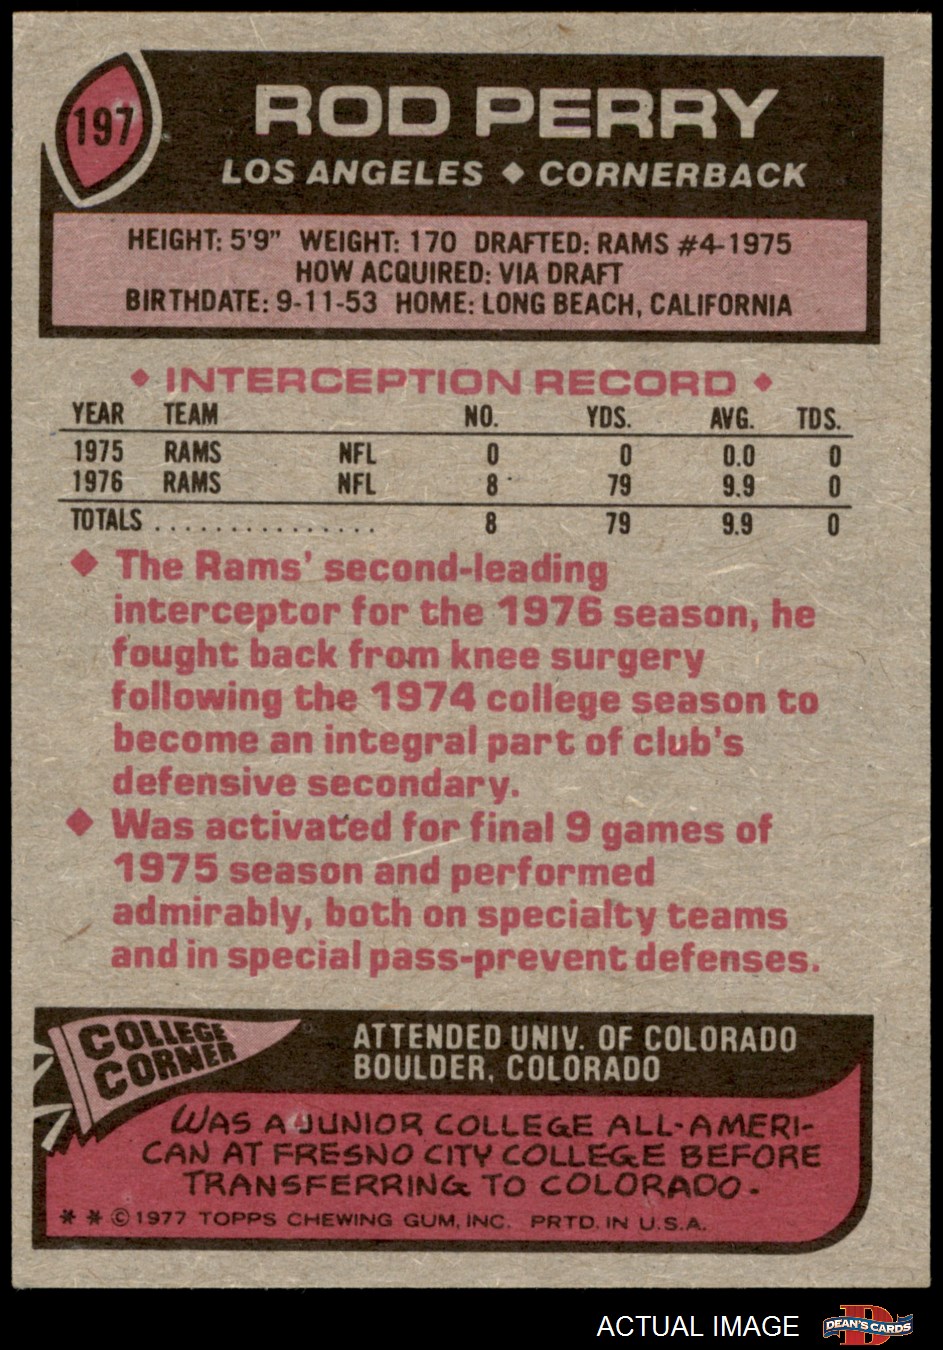 197
ROD PERRY
LOS ANGELES ◆ CORNERBACK
HEIGHT: 5'9" WEIGHT: 170 DRAFTED: RAMS #4-1975
HOW ACQUIRED: VIA DRAFT
BIRTHDATE: 9-11-53 HOME: LONG BEACH, CALIFORNIA
◆ INTERCEPTION RECORD ◆
YEAR TEAM NO. YDS. AVG. TDS.
1975 RAMS NFL 0 0 0.0 0
1976 RAMS NFL 8 79 9.9 0
TOTALS ............... 8 79 9.9 0
◆ The Rams' second-leading
interceptor for the 1976 season, he
fought back from knee surgery
following the 1974 college season to
become an integral part of club's
defensive secondary.
◆ Was activated for final 9 games of
1975 season and performed
admirably, both on specialty teams
and in special pass-prevent defenses.
COLLEGE
CORNER
ATTENDED UNIV. OF COLORADO
BOULDER, COLORADO
WAS A JUNIOR COLLEGE ALL-AMERI-
CAN AT FRESNO CITY COLLEGE BEFORE
TRANSFERRING TO COLORADO.
* * © 1977 TOPPS CHEWING GUM, INC. PRTD. IN U.S.A.
ACTUAL IMAGE
D
DEAN'S CARDS